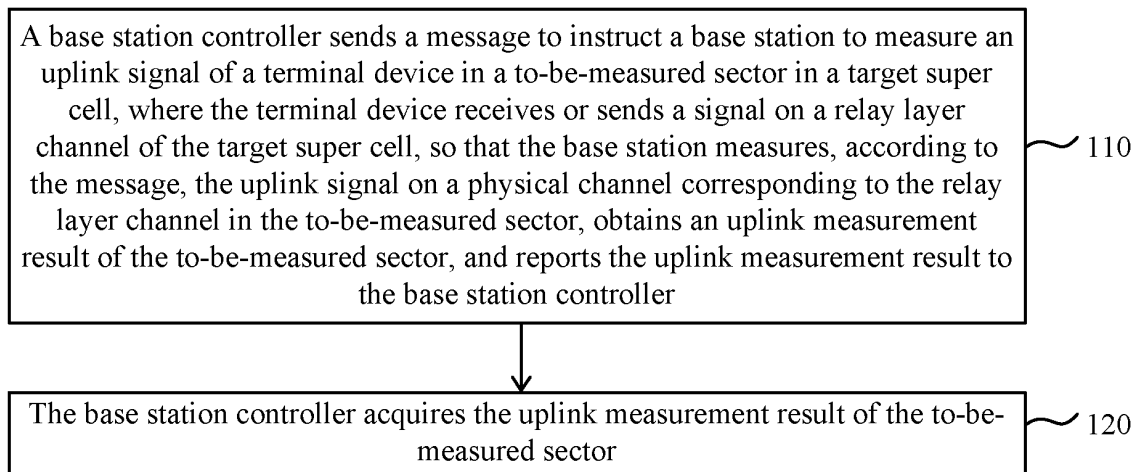 A base station controller sends a message to instruct a base station to measure an
uplink signal of a terminal device in a to-be-measured sector in a target super
cell, where the terminal device receives or sends a signal on a relay layer
channel of the target super cell, so that the base station measures, according to
the message, the uplink signal on a physical channel corresponding to the relay
layer channel in the to-be-measured sector, obtains an uplink measurement
result of the to-be-measured sector, and reports the uplink measurement result to
the base station controller
110
The base station controller acquires the uplink measurement result of the to-be-
measured sector
120